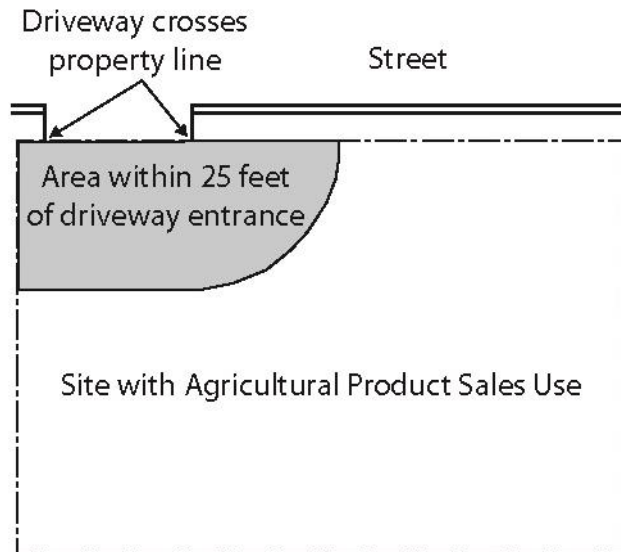 Driveway crosses
property line
Street
Area within 25 feet
of driveway entrance
Site with Agricultural Product Sales Use